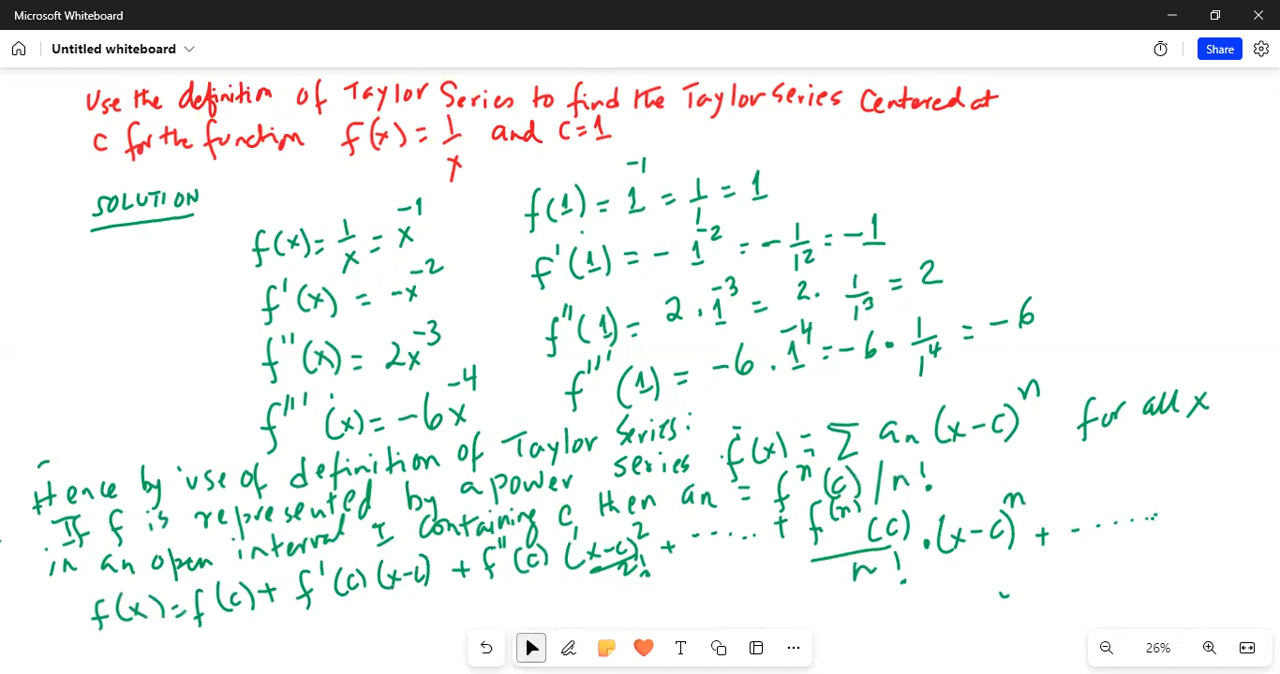 Microsoft Whiteboard
Untitled whiteboard
Share
Use the definition of Taylor Series to find the Taylor series Centered at
c for the function f(x) = 1/x and c=1
SOLUTION
f(x) = 1/x = x^-1
f(1) = 1^-1 = 1/1 = 1
f'(x) = -x^-2
f'(1) = -1^-2 = -1/1^2 = -1
f''(x) = 2x^-3
f''(1) = 2 . 1^-3 = 2 . 1/1^3 = 2
f'''(x) = -6x^-4
f'''(1) = -6 . 1^-4 = -6 . 1/1^4 = -6
Hence by use of definition of Taylor Series:
If f is represented by a power series f(x) = Σ an (x-c)^n for all x
in an open interval I containing c, then an = f^n(c)/n!
f(x) = f(c) + f'(c)(x-c) + f''(c) (x-c)^2/2! + ...... + f^(n)(c)/n! . (x-c)^n + ......
26%